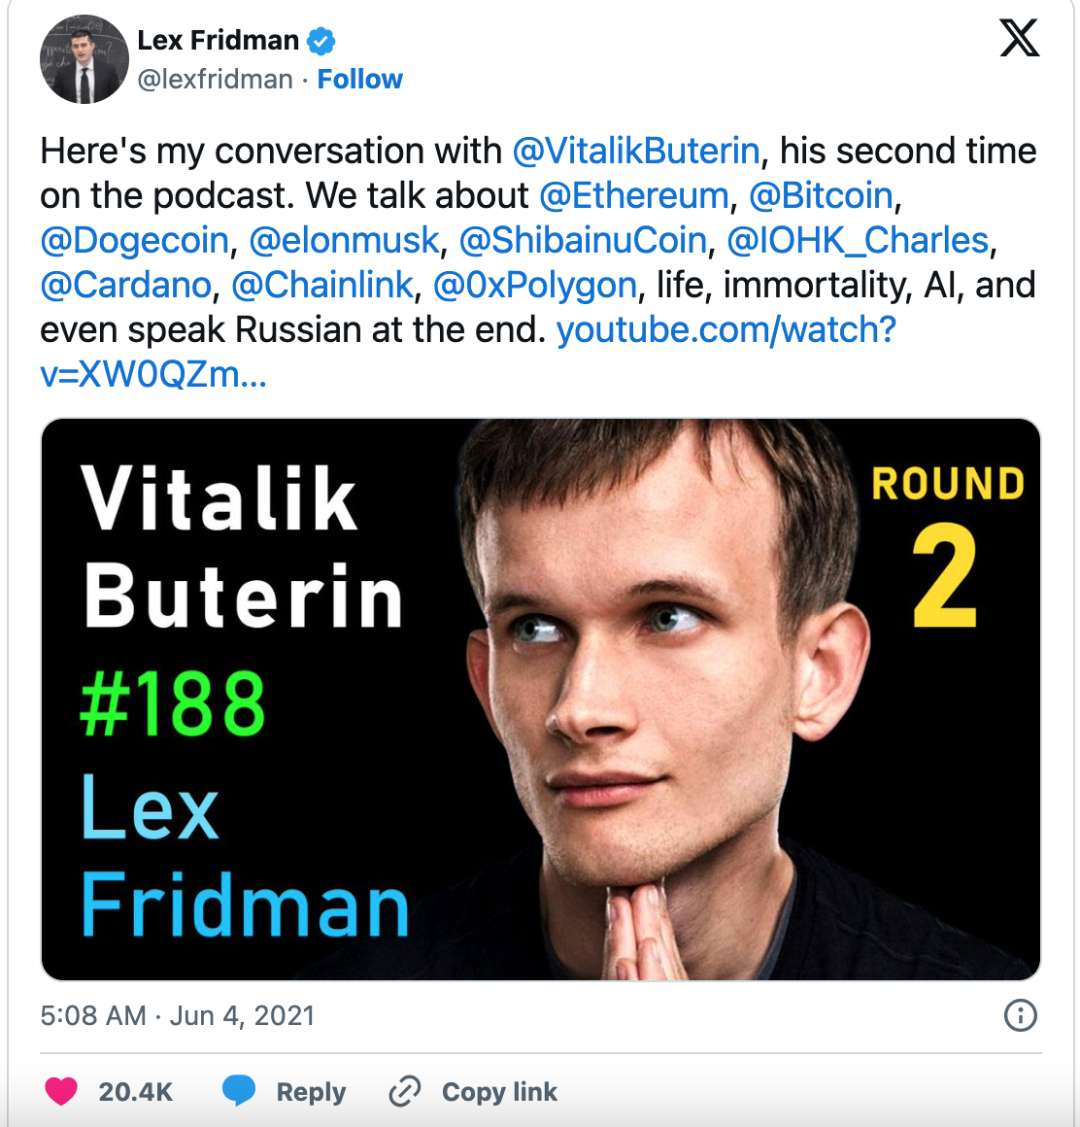 Lex Fridman
@lexfridman · Follow
Here's my conversation with @VitalikButerin, his second time
on the podcast. We talk about @Ethereum, @Bitcoin,
@Dogecoin, @elonmusk, @ShibainuCoin, @IOHK_Charles,
@Cardano, @Chainlink, @0xPolygon, life, immortality, AI, and
even speak Russian at the end. youtube.com/watch?
v=XW0QZm...
Vitalik
Buterin
#188
Lex
Fridman
ROUND
2
5:08 AM · Jun 4, 2021
20.4K Reply Copy link